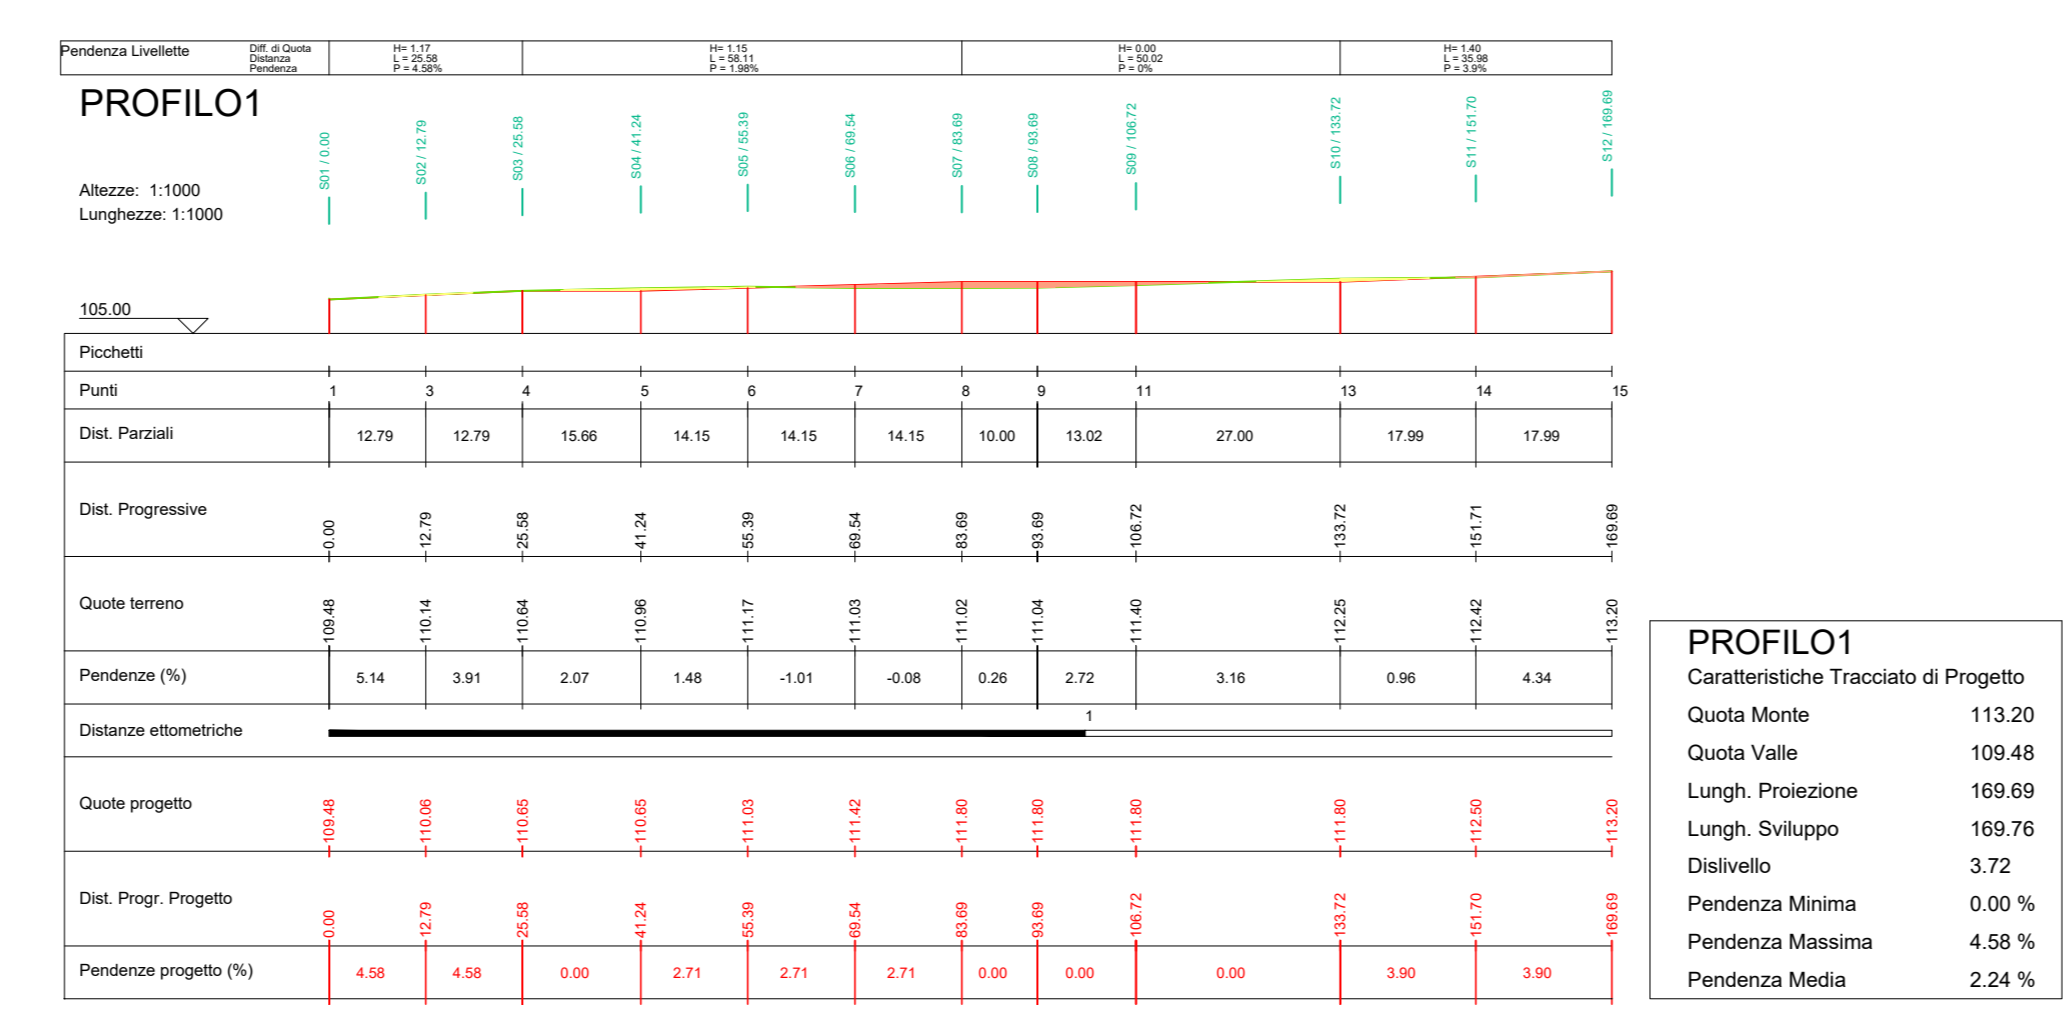 Pendenza Livellette
Diff. di Quota
Distanza
Pendenza
H= 1.17
L = 25.58
P = 4.58%
H= 1.15
L = 58.11
P = 1.98%
H= 0.00
L = 50.02
P = 0%
H= 1.40
L = 35.98
P = 3.9%
PROFILO1
Altezze: 1:1000
Lunghezze: 1:1000
S01 / 0.00
S02 / 12.79
S03 / 25.58
S04 / 41.24
S05 / 55.39
S06 / 69.54
S07 / 83.69
S08 / 93.69
S09 / 106.72
S10 / 133.72
S11 / 151.70
S12 / 169.69
105.00
Picchetti
Punti 1 3 4 5 6 7 8 9 11 13 14 15
Dist. Parziali 12.79 12.79 15.66 14.15 14.15 14.15 10.00 13.02 27.00 17.99 17.99
Dist. Progressive 0.00 12.79 25.58 41.24 55.39 69.54 83.69 93.69 106.72 133.72 151.71 169.69
Quote terreno 109.48 110.14 110.64 110.96 111.17 111.03 111.02 111.04 111.40 112.25 112.42 113.20
Pendenze (%) 5.14 3.91 2.07 1.48 -1.01 -0.08 0.26 2.72 3.16 0.96 4.34
Distanze ettometriche 1
Quote progetto 109.48 110.06 110.65 110.65 111.03 111.42 111.80 111.80 111.80 111.80 112.50 113.20
Dist. Progr. Progetto 0.00 12.79 25.58 41.24 55.39 69.54 83.69 93.69 106.72 133.72 151.70 169.69
Pendenze progetto (%) 4.58 4.58 0.00 2.71 2.71 2.71 0.00 0.00 0.00 3.90 3.90
PROFILO1
Caratteristiche Tracciato di Progetto
Quota Monte 113.20
Quota Valle 109.48
Lungh. Proiezione 169.69
Lungh. Sviluppo 169.76
Dislivello 3.72
Pendenza Minima 0.00 %
Pendenza Massima 4.58 %
Pendenza Media 2.24 %